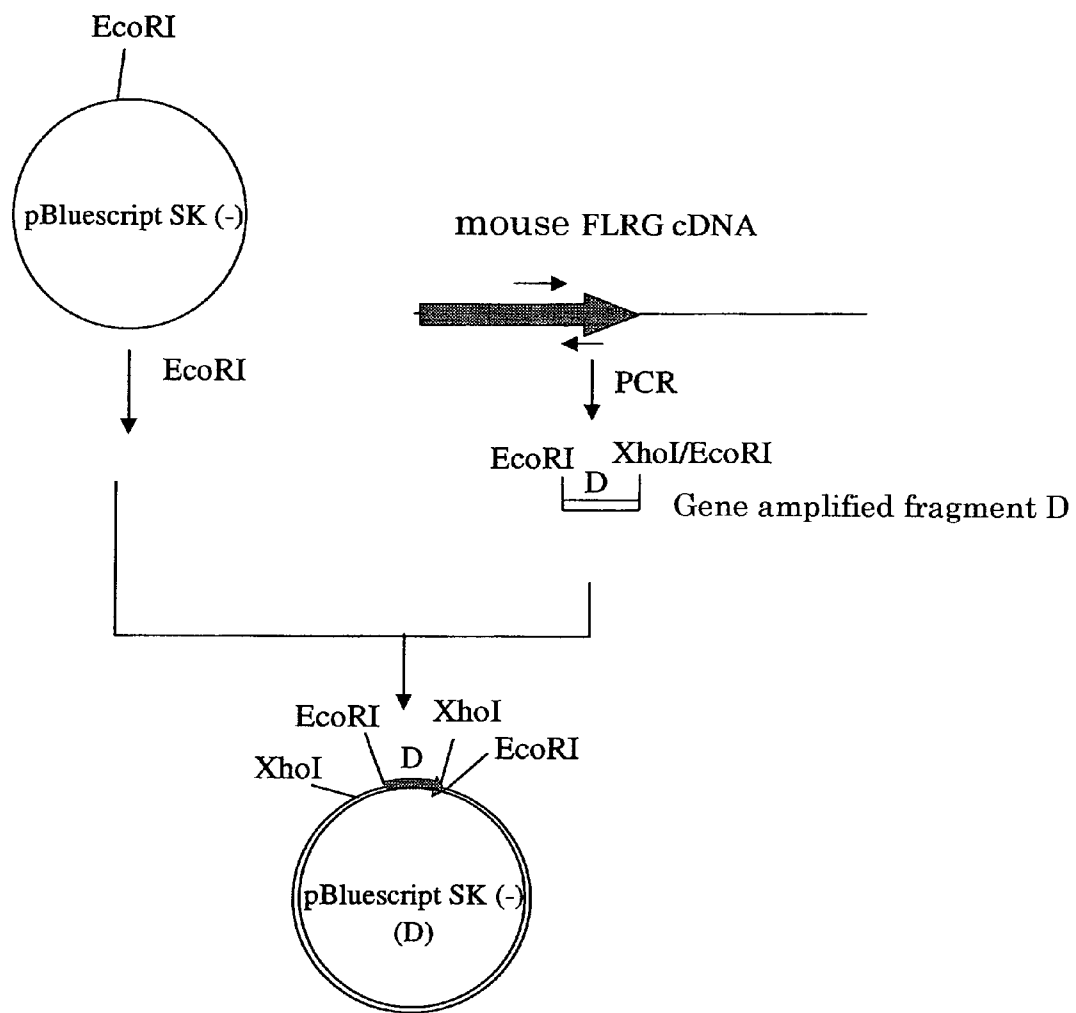 EcoRI
pBluescript SK (-)
mouse FLRG cDNA
EcoRI
PCR
EcoRI
XhoI/EcoRI
D
Gene amplified fragment D
EcoRI
XhoI
D
EcoRI
XhoI
pBluescript SK (-)
(D)